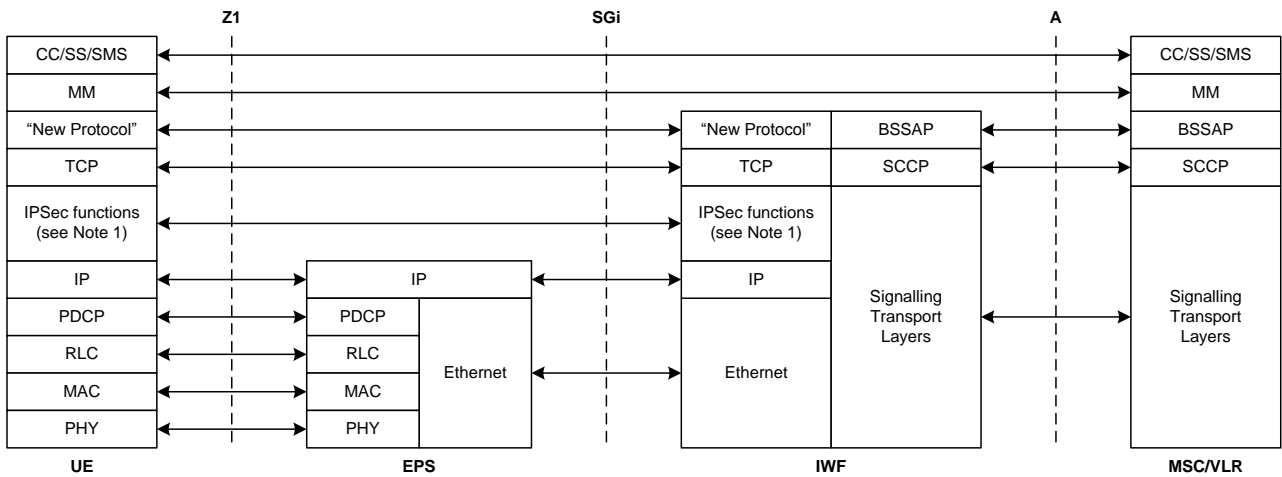 Z1
SGi
A
CC/SS/SMS
CC/SS/SMS
MM
MM
“New Protocol”
“New Protocol”
BSSAP
BSSAP
TCP
TCP
SCCP
SCCP
IPSec functions
(see Note 1)
IPSec functions
(see Note 1)
IP
IP
IP
PDCP
PDCP
RLC
RLC
MAC
MAC
PHY
PHY
Ethernet
Ethernet
Signalling
Transport
Layers
Signalling
Transport
Layers
UE
EPS
IWF
MSC/VLR